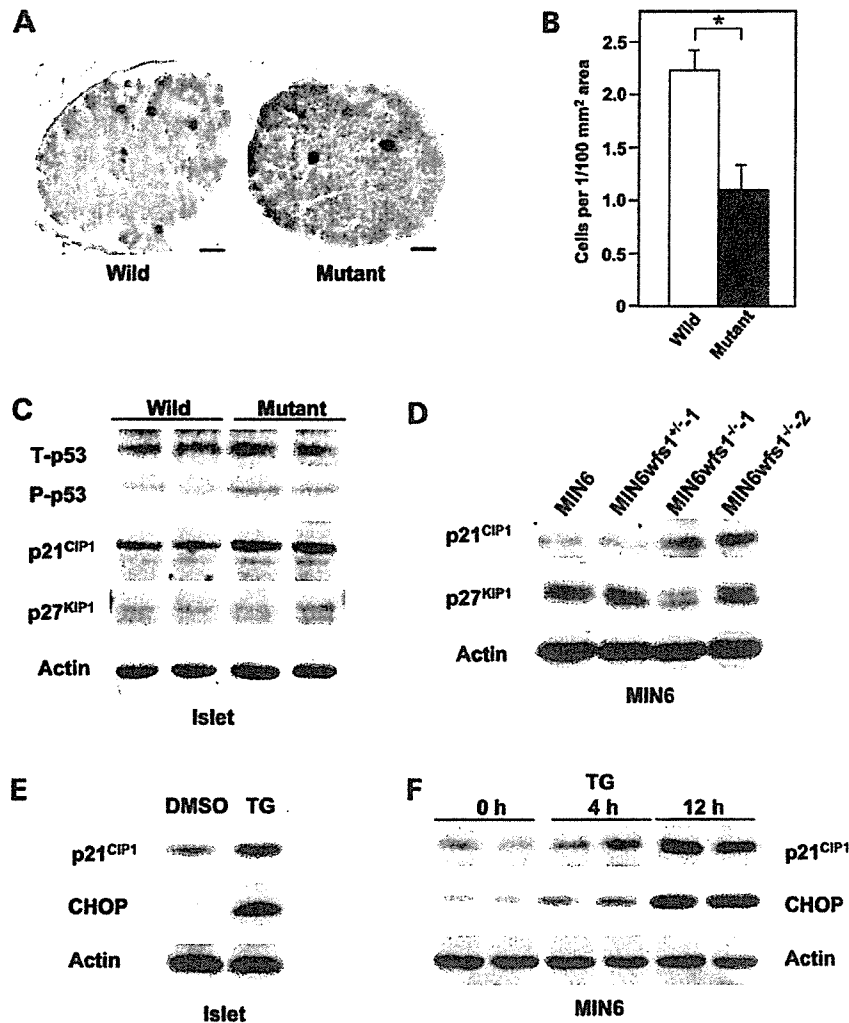 A
Wild
Mutant
B
Cells per 1/100 mm² area
2.5
2.0
1.5
1.0
0.5
0
*
Wild
Mutant
C
Wild
Mutant
T-p53
P-p53
p21ᶜᴵᴾ¹
p27ᴷᴵᴾ¹
Actin
Islet
D
MIN6
MIN6wfs1⁺/⁻-1
MIN6wfs1⁻/⁻-1
MIN6wfs1⁻/⁻-2
p21ᶜᴵᴾ¹
p27ᴷᴵᴾ¹
Actin
MIN6
E
DMSO TG
p21ᶜᴵᴾ¹
CHOP
Actin
Islet
F
TG
0 h 4 h 12 h
p21ᶜᴵᴾ¹
CHOP
Actin
MIN6